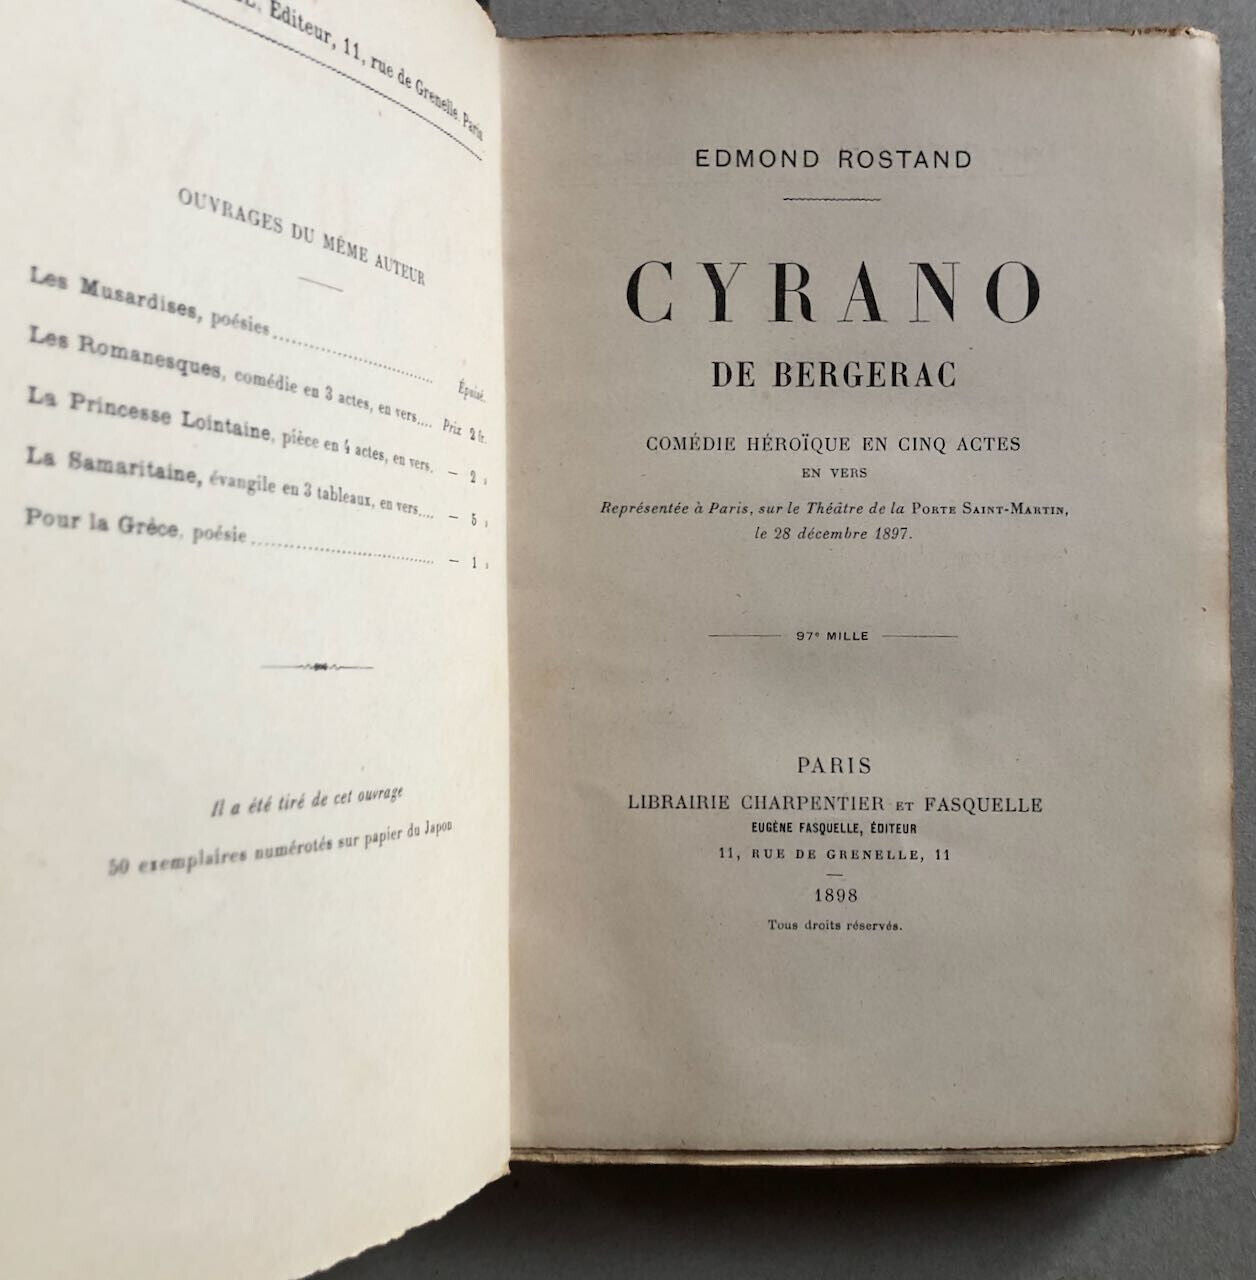 Editeur, 11, rue de Grenelle. Paris
OUVRAGES DU MÊME AUTEUR
Les Musardises, poésies.................... Épuisé.
Les Romanesques, comédie en 3 actes, en vers.... Prix 2 fr.
La Princesse Lointaine, pièce en 4 actes, en vers. — 2 »
La Samaritaine, évangile en 3 tableaux, en vers.... — 5 »
Pour la Grèce, poésie........................ — 1 »
Il a été tiré de cet ouvrage
50 exemplaires numérotés sur papier du Japon
EDMOND ROSTAND
CYRANO
DE BERGERAC
COMÉDIE HÉROÏQUE EN CINQ ACTES
EN VERS
Représentée à Paris, sur le Théâtre de la PORTE SAINT-MARTIN,
le 28 décembre 1897.
97e MILLE
PARIS
LIBRAIRIE CHARPENTIER ET FASQUELLE
EUGÈNE FASQUELLE, ÉDITEUR
11, RUE DE GRENELLE, 11
1898
Tous droits réservés.